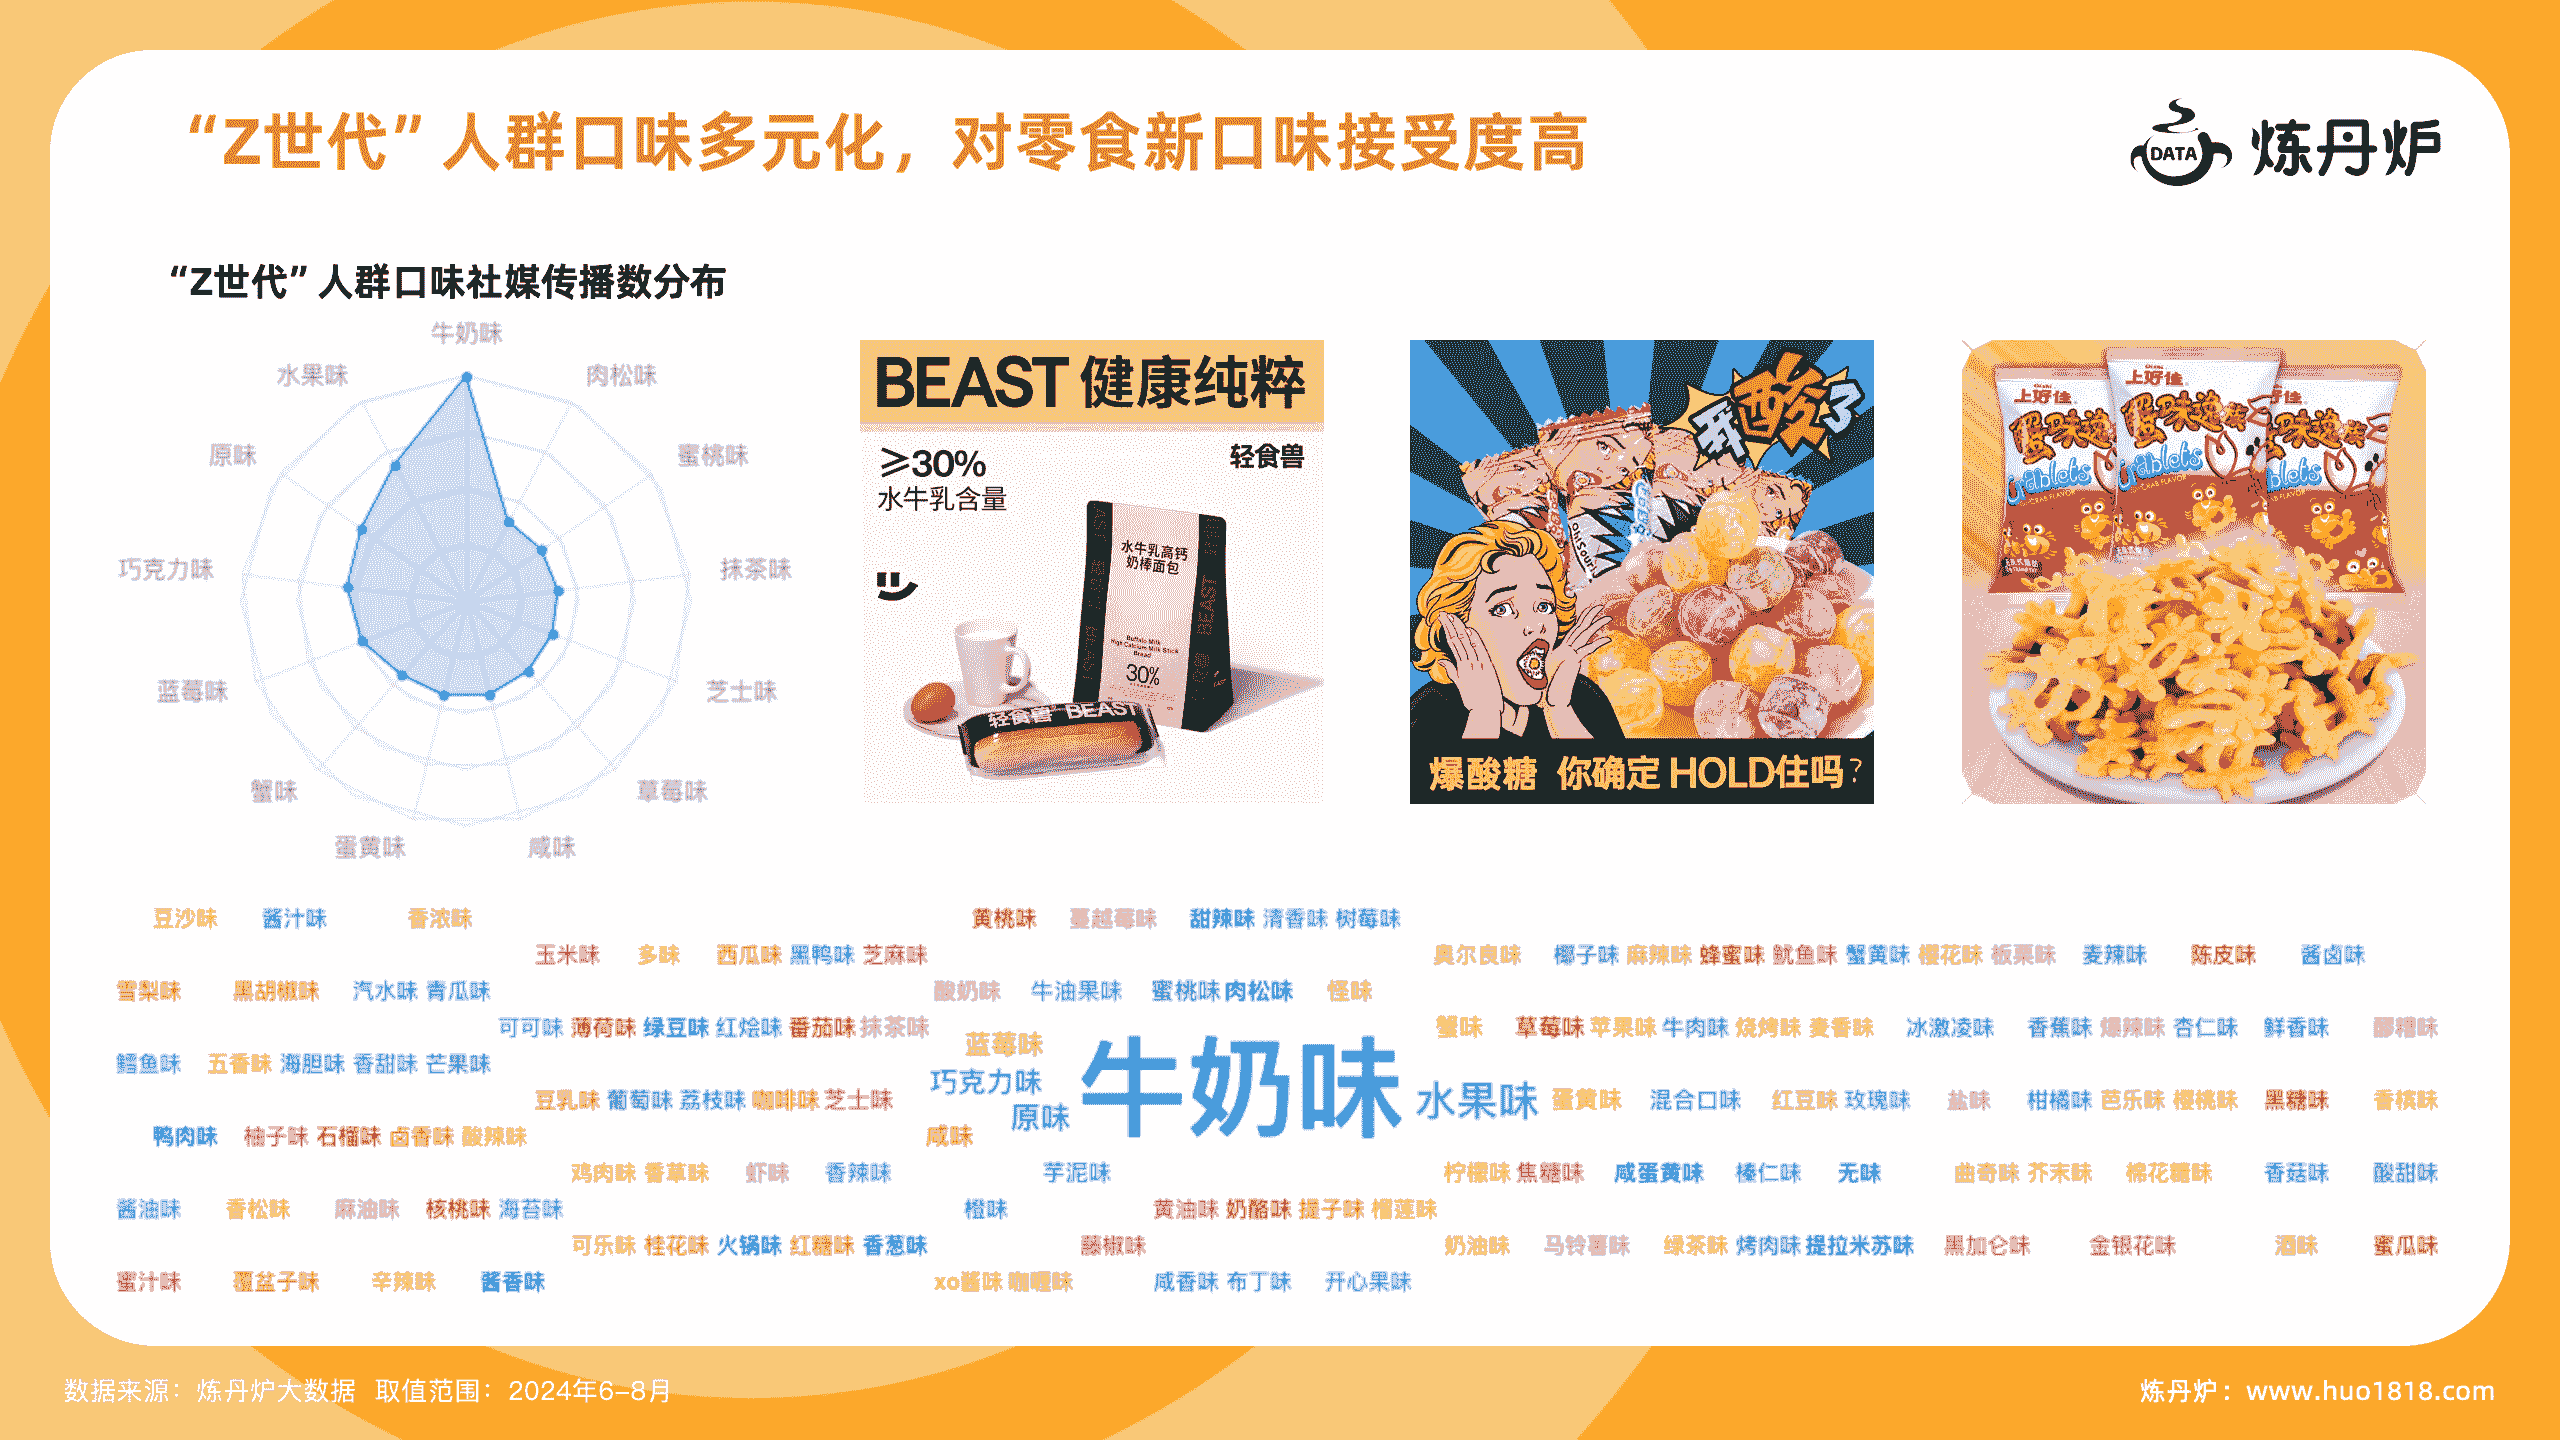 “Z世代”人群口味多元化，对零食新口味接受度高
DATA 炼丹炉
“Z世代”人群口味社媒传播数分布
牛奶味
水果味
肉松味
原味
蜜桃味
巧克力味
抹茶味
蓝莓味
芝士味
蟹味
草莓味
蛋黄味
咸味
BEAST 健康纯粹
≥30%
轻食兽
水牛乳含量
水牛乳高钙
奶棒面包
Buffalo Milk
High Calcium Milk Stick
Bread
30%
BEAST
轻食兽 BEAST
开酸了
爆酸糖 你确定HOLD住吗?
上好佳
上好佳
蟹味逸族
蟹味逸族
crablets
crablets
CRAB FLAVOR
豆沙味 酱汁味 香浓味 黄桃味 蔓越莓味 甜辣味 清香味 树莓味
玉米味 多味 西瓜味 黑鸭味 芝麻味 奥尔良味 椰子味 麻辣味 蜂蜜味 鱿鱼味 蟹黄味 樱花味 板栗味 麦辣味 陈皮味 酱卤味
雪梨味 黑胡椒味 汽水味 青瓜味 酸奶味 牛油果味 蜜桃味 肉松味 怪味
可可味 薄荷味 绿豆味 红烩味 番茄味 抹茶味 蟹味 草莓味 苹果味 牛肉味 烧烤味 麦香味 冰激凌味 香蕉味 爆辣味 杏仁味 鲜香味 醪糟味
蓝莓味
鳕鱼味 五香味 海胆味 香甜味 芒果味
巧克力味 牛奶味
豆乳味 葡萄味 荔枝味 咖啡味 芝士味 水果味 蛋黄味 混合口味 红豆味 玫瑰味 盐味 柑橘味 芭乐味 樱桃味 黑糖味 香槟味
原味
鸭肉味 柚子味 石榴味 卤香味 酸辣味 咸味
鸡肉味 香草味 虾味 香辣味 芋泥味 柠檬味 焦糖味 咸蛋黄味 榛仁味 无味 曲奇味 芥末味 棉花糖味 香菇味 酸甜味
酱油味 香松味 麻油味 核桃味 海苔味 橙味 黄油味 奶酪味 提子味 榴莲味
可乐味 桂花味 火锅味 红糖味 香葱味 藤椒味 奶油味 马铃薯味 绿茶味 烤肉味 提拉米苏味 黑加仑味 金银花味 酒味 蜜瓜味
蜜汁味 覆盆子味 辛辣味 酱香味 xo酱味 咖喱味 咸香味 布丁味 开心果味
数据来源：炼丹炉大数据 取值范围：2024年6-8月
炼丹炉：www.huo1818.com